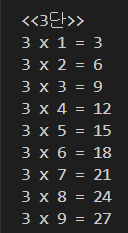 <<3단>>
3 x 1 = 3
3 x 2 = 6
3 x 3 = 9
3 x 4 = 12
3 x 5 = 15
3 x 6 = 18
3 x 7 = 21
3 x 8 = 24
3 x 9 = 27